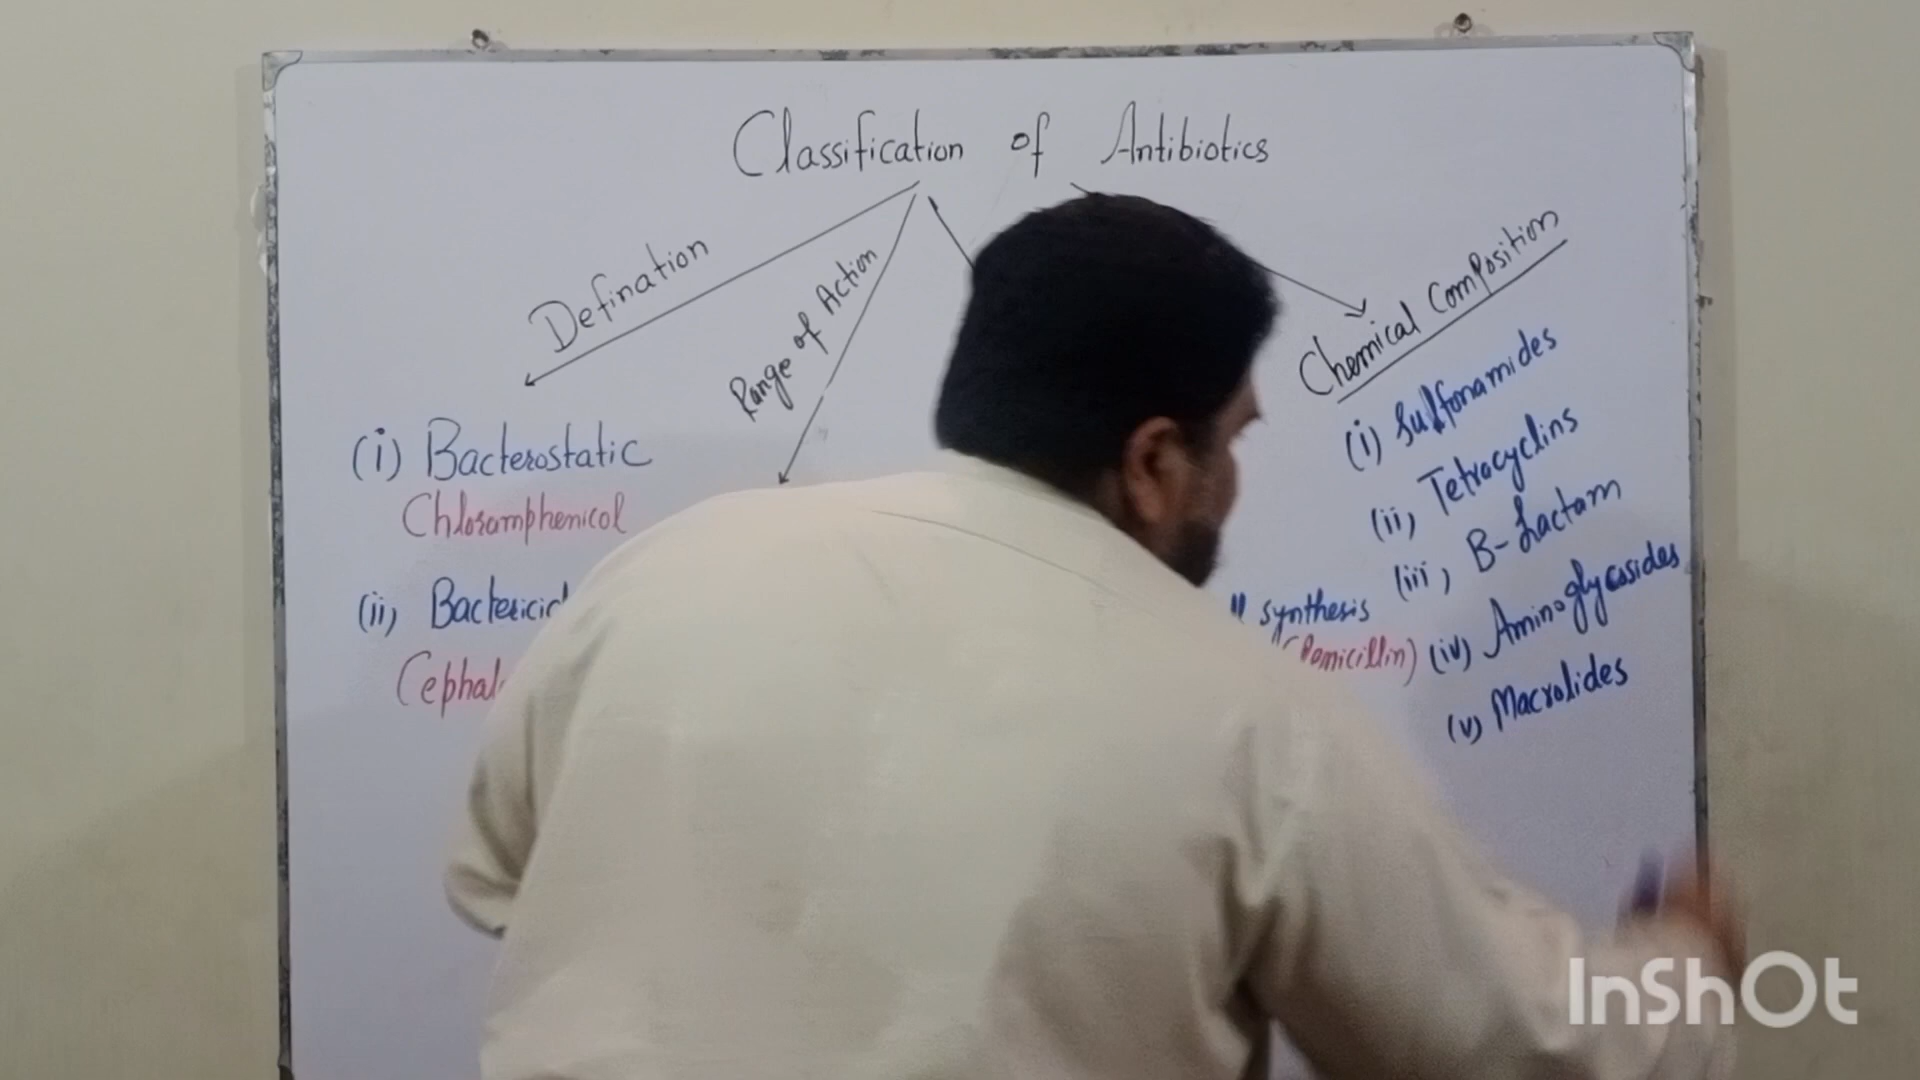 Classification of Antibiotics
Defination
Range of Action
Chemical Composition
(i) Bacterostatic
Chloramphenicol
(ii) Bactericid
Cephal
synthesis
(Penicillin)
(i) Sulfonamides
(ii) Tetracyclins
(iii) B-Lactam
(iv) Aminoglycosides
(v) Macrolides
InShOt